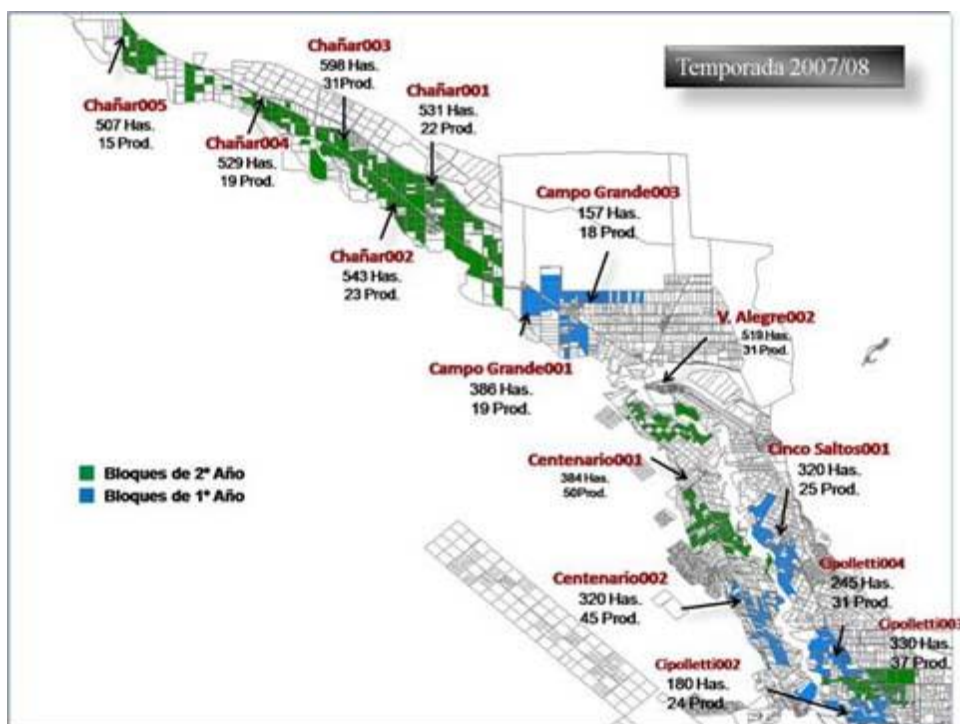 Temporada 2007/08
Chañar003
598 Has.
31Prod.
Chañar001
531 Has.
22 Prod.
Chañar005
507 Has.
15 Prod.
Chañar004
529 Has.
19 Prod.
Campo Grande003
157 Has.
18 Prod.
Chañar002
543 Has.
23 Prod.
V. Alegre002
519 Has.
31 Prod.
Campo Grande001
386 Has.
19 Prod.
Cinco Saltos001
320 Has.
25 Prod.
Centenario001
384 Has.
50Prod.
Bloques de 2° Año
Bloques de 1° Año
Cipolletti004
245 Has.
31 Prod.
Centenario002
320 Has.
45 Prod.
Cipolletti003
330 Has.
37 Prod.
Cipolletti002
180 Has.
24 Prod.